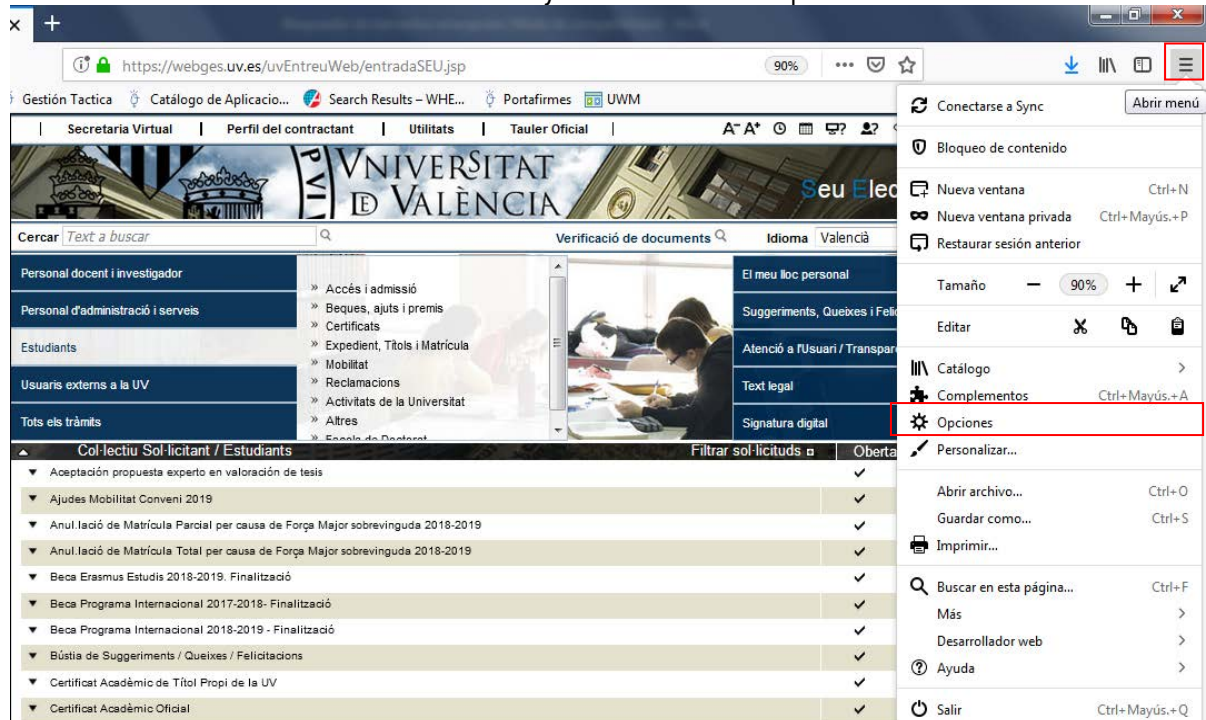 +
https://webges.uv.es/uvEntreuWeb/entradaSEU.jsp
90%
Gestión Tactica
Catálogo de Aplicacio...
Search Results – WHE...
Portafirmes
UWM
Abrir menú
Secretaria Virtual | Perfil del contractant | Utilitats | Tauler Oficial |
A- A+
VNIVERSITAT
ID VALÈNCIA
Seu Elec
Cercar Text a buscar
Verificació de documents
Idioma Valencià
Personal docent i investigador
Personal d'administració i serveis
Estudiants
Usuaris externs a la UV
Tots els tràmits
» Accés i admissió
» Beques, ajuts i premis
» Certificats
» Expedient, Títols i Matrícula
» Mobilitat
» Reclamacions
» Activitats de la Universitat
» Altres
» Escola de Doctorat
El meu lloc personal
Suggeriments, Queixes i Felic
Atenció a l'Usuari / Transpar
Text legal
Signatura digital
Col·lectiu Sol·licitant / Estudiants
Filtrar sol·licituds
Oberta
Aceptación propuesta experto en valoración de tesis
Ajudes Mobilitat Conveni 2019
Anul.lació de Matrícula Parcial per causa de Força Major sobrevinguda 2018-2019
Anul.lació de Matrícula Total per causa de Força Major sobrevinguda 2018-2019
Beca Erasmus Estudis 2018-2019. Finalització
Beca Programa Internacional 2017-2018- Finalització
Beca Programa Internacional 2018-2019 - Finalització
Bústia de Suggeriments / Queixes / Felicitacions
Certificat Acadèmic de Títol Propi de la UV
Certificat Acadèmic Oficial
Conectarse a Sync
Bloqueo de contenido
Nueva ventana Ctrl+N
Nueva ventana privada Ctrl+Mayús.+P
Restaurar sesión anterior
Tamaño − 90% +
Editar
Catálogo >
Complementos Ctrl+Mayús.+A
Opciones
Personalizar...
Abrir archivo... Ctrl+O
Guardar como... Ctrl+S
Imprimir...
Buscar en esta página... Ctrl+F
Más >
Desarrollador web >
Ayuda >
Salir Ctrl+Mayús.+Q